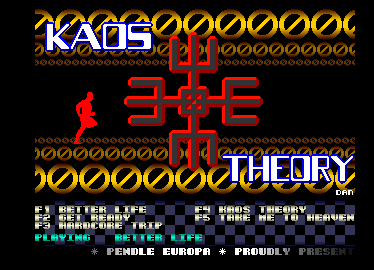 KAOS
THEORY
DAN
F1 BETTER LIFE F4 KAOS THEORY
F2 GET READY F5 TAKE ME TO HEAVEN
F3 HARDCORE TRIP
PLAYING BETTER LIFE
* PENDLE EUROPA * PROUDLY PRESENT